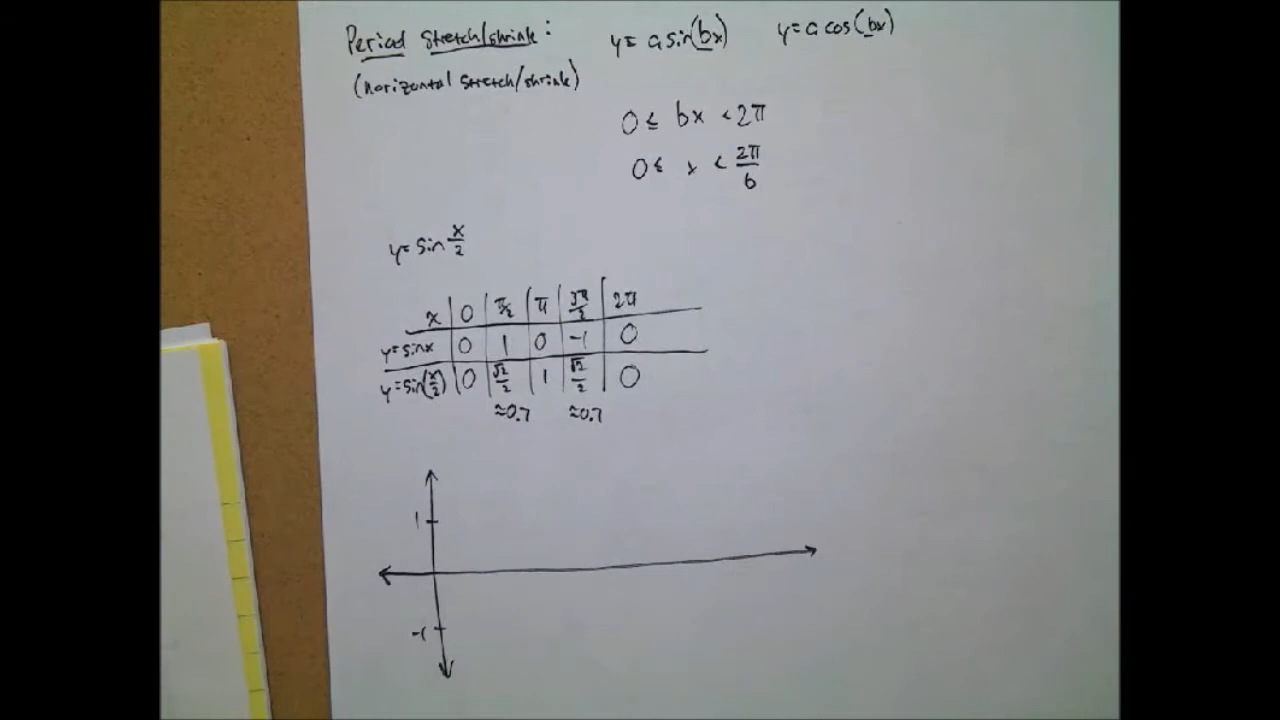 Period stretch/shrink: y = a sin(bx) y = a cos(bx)
(horizontal stretch/shrink)
0 ≤ bx < 2π
0 ≤ x < 2π/b
y = sin x/2
x | 0 | π/2 | π | 3π/2 | 2π
y = sin x | 0 | 1 | 0 | -1 | 0
y = sin(x/2) | 0 | √2/2 | 1 | √2/2 | 0
≈0.7 ≈0.7
1
-1